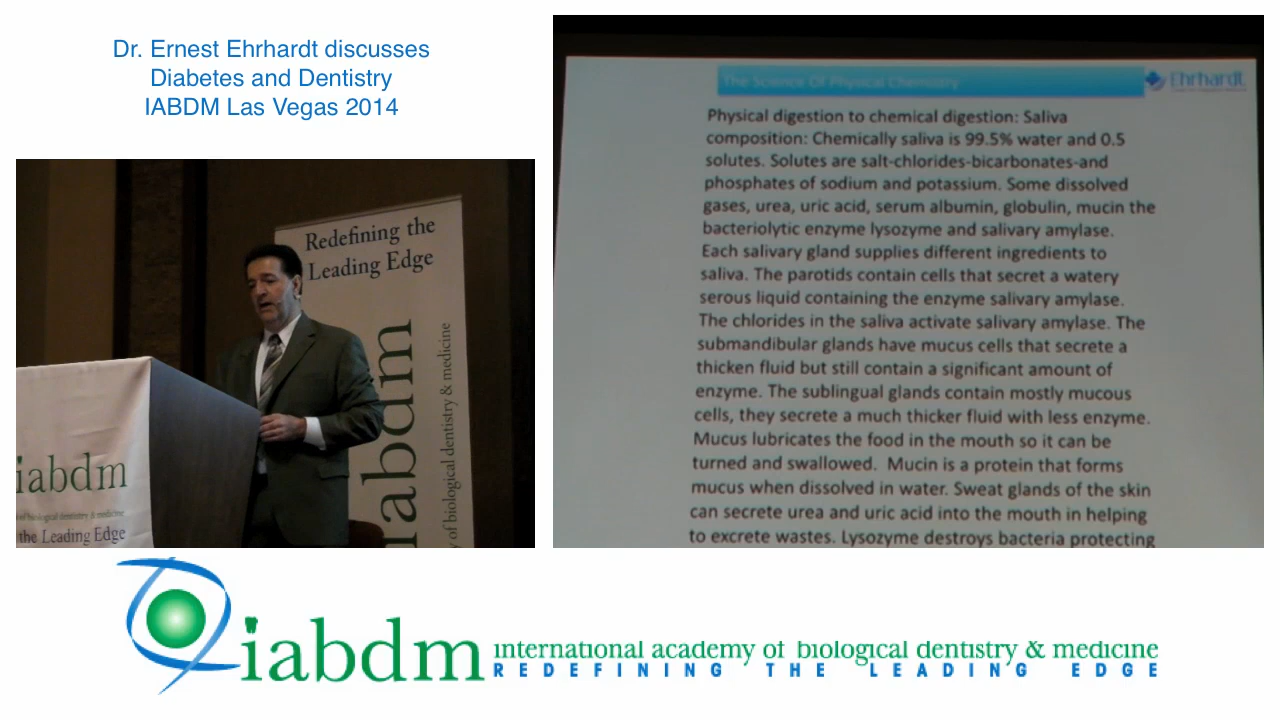 Dr. Ernest Ehrhardt discusses
Diabetes and Dentistry
IABDM Las Vegas 2014
The Science Of Physical Chemistry
Ehrhardt
Physical digestion to chemical digestion: Saliva
composition: Chemically saliva is 99.5% water and 0.5
solutes. Solutes are salt-chlorides-bicarbonates-and
phosphates of sodium and potassium. Some dissolved
gases, urea, uric acid, serum albumin, globulin, mucin the
bacteriolytic enzyme lysozyme and salivary amylase.
Each salivary gland supplies different ingredients to
saliva. The parotids contain cells that secret a watery
serous liquid containing the enzyme salivary amylase.
The chlorides in the saliva activate salivary amylase. The
submandibular glands have mucus cells that secrete a
thicken fluid but still contain a significant amount of
enzyme. The sublingual glands contain mostly mucous
cells, they secrete a much thicker fluid with less enzyme.
Mucus lubricates the food in the mouth so it can be
turned and swallowed. Mucin is a protein that forms
mucus when dissolved in water. Sweat glands of the skin
can secrete urea and uric acid into the mouth in helping
to excrete wastes. Lysozyme destroys bacteria protecting
Redefining the
Leading Edge
iabdm
y of biological dentistry & medicine
iabdm
of biological dentistry & medicine
the Leading Edge
iabdm
international academy of biological dentistry & medicine
REDEFINING THE LEADING EDGE